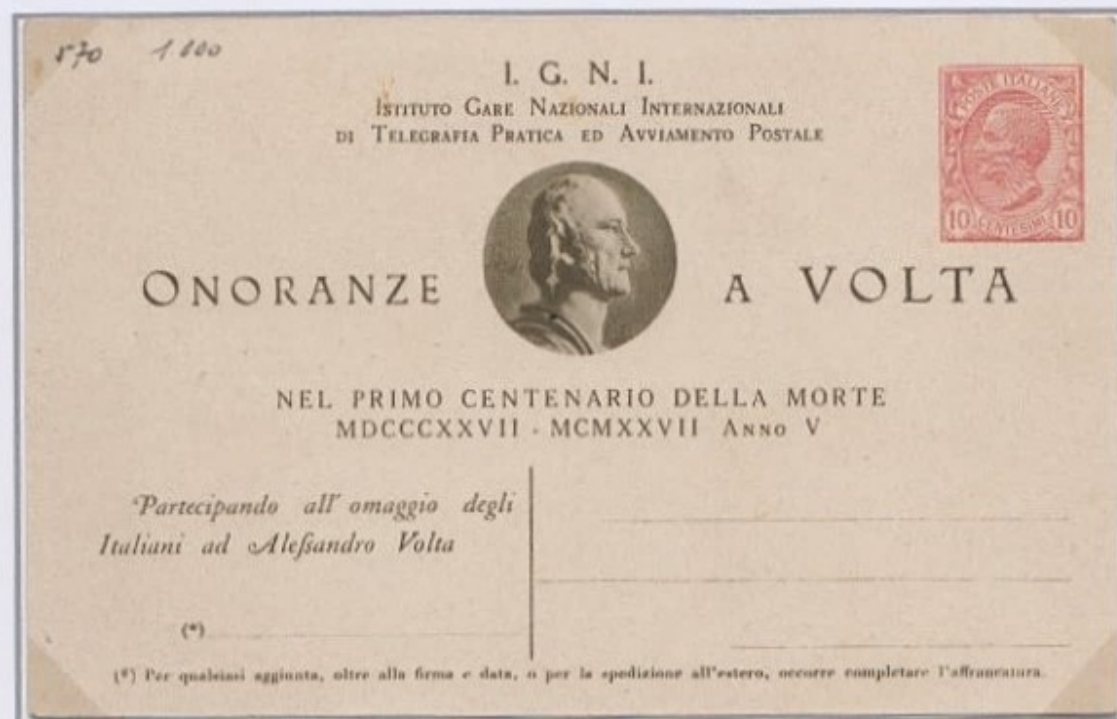 570 1000
I. G. N. I.
Istituto Gare Nazionali Internazionali
di Telegrafia Pratica ed Avviamento Postale
POSTE ITALIANE
10 CENTESIMI 10
ONORANZE A VOLTA
NEL PRIMO CENTENARIO DELLA MORTE
MDCCCXXVII - MCMXXVII Anno V
Partecipando all' omaggio degli
Italiani ad Aleſsandro Volta
(*)
(*) Per qualsiasi aggiunta, oltre alla firma e data, o per la spedizione all'estero, occorre completare l'affrancatura.